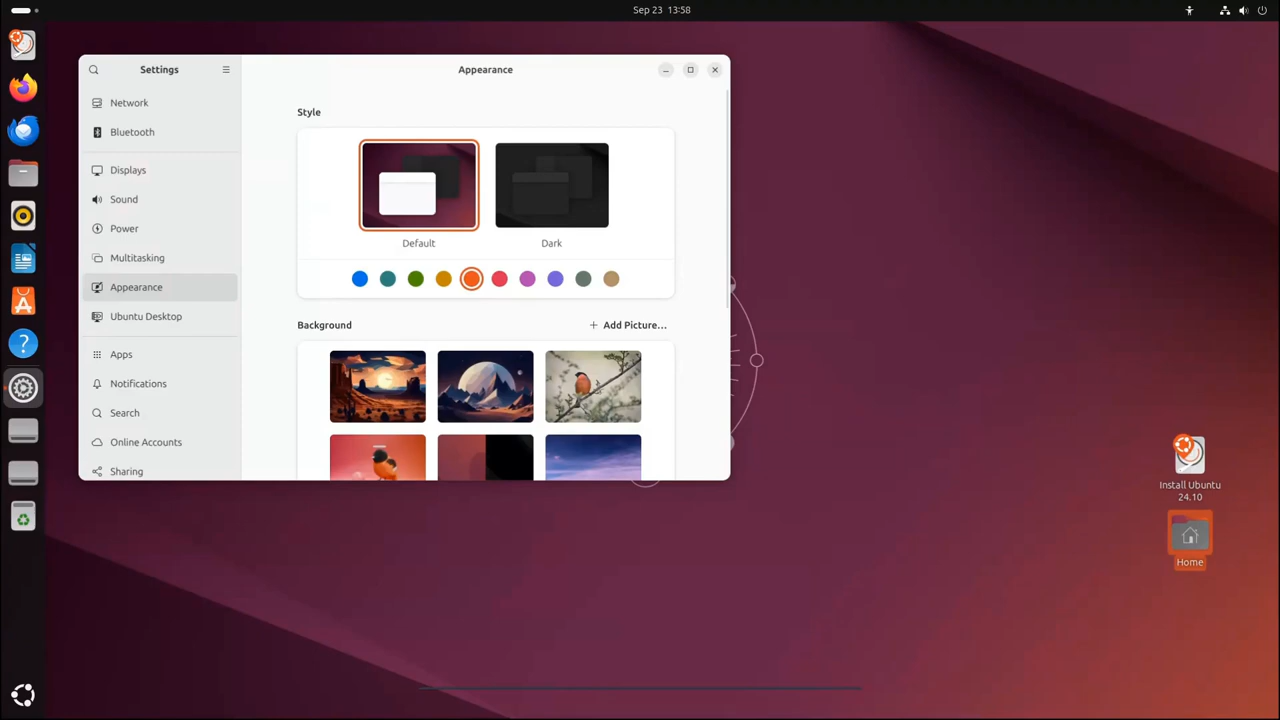 Sep 23 13:58
Settings
Appearance
Network
Bluetooth
Displays
Sound
Power
Multitasking
Appearance
Ubuntu Desktop
Apps
Notifications
Search
Online Accounts
Sharing
Style
Default
Dark
Background
Add Picture...
Install Ubuntu
24.10
Home